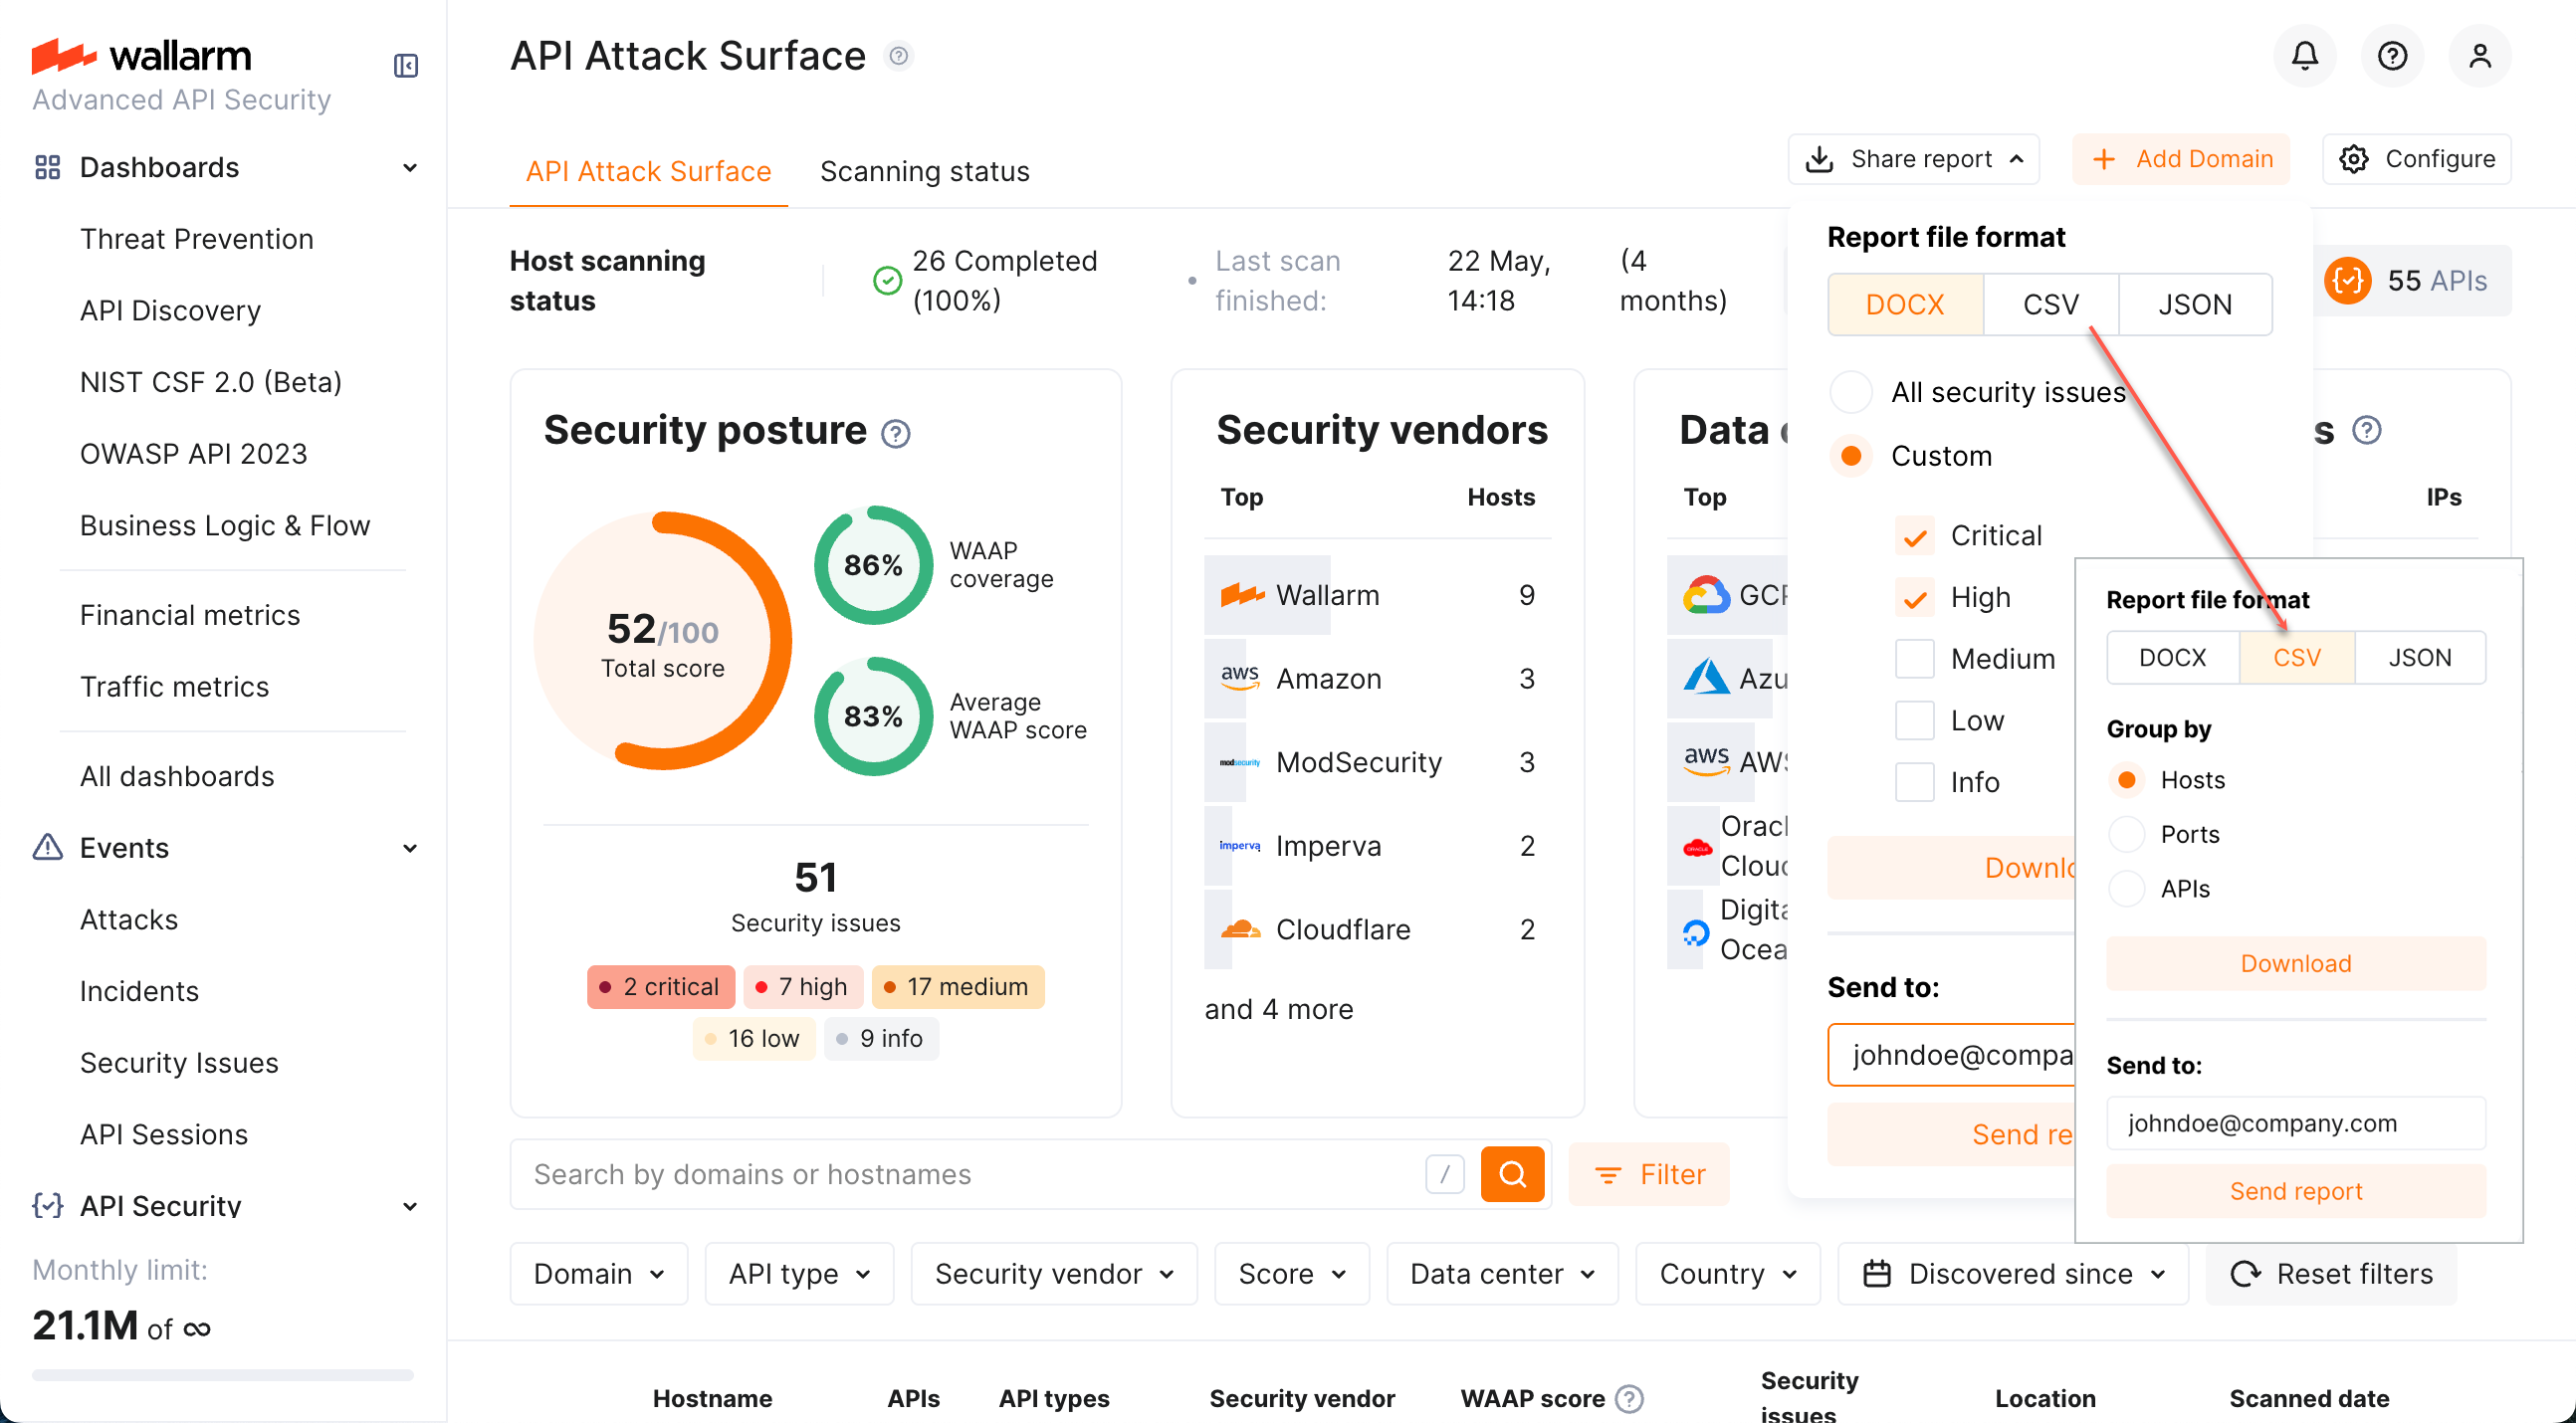 wallarm
Advanced API Security
Dashboards
Threat Prevention
API Discovery
NIST CSF 2.0 (Beta)
OWASP API 2023
Business Logic & Flow
Financial metrics
Traffic metrics
All dashboards
Events
Attacks
Incidents
Security Issues
API Sessions
API Security
Monthly limit:
21.1M of ∞
API Attack Surface
API Attack Surface
Scanning status
Share report
Add Domain
Configure
Host scanning
status
26 Completed
(100%)
Last scan
finished:
22 May,
14:18
(4
months)
55 APIs
Security posture
52/100
Total score
86%
WAAP
coverage
83%
Average
WAAP score
51
Security issues
2 critical
7 high
17 medium
16 low
9 info
Security vendors
Top Hosts
Wallarm 9
aws Amazon 3
modsecurity ModSecurity 3
imperva Imperva 2
Cloudflare 2
and 4 more
Data
s
Top IPs
GCP
Azu
aws AWS
ORACLE
Oracl
Clou
Digita
Ocea
Report file format
DOCX CSV JSON
All security issues
Custom
Critical
High
Medium
Low
Info
Downlo
Send to:
johndoe@compa
Send re
Report file format
DOCX CSV JSON
Group by
Hosts
Ports
APIs
Download
Send to:
johndoe@company.com
Send report
Search by domains or hostnames /
Filter
Domain
API type
Security vendor
Score
Data center
Country
Discovered since
Reset filters
Hostname APIs API types Security vendor WAAP score Security
issues Location Scanned date